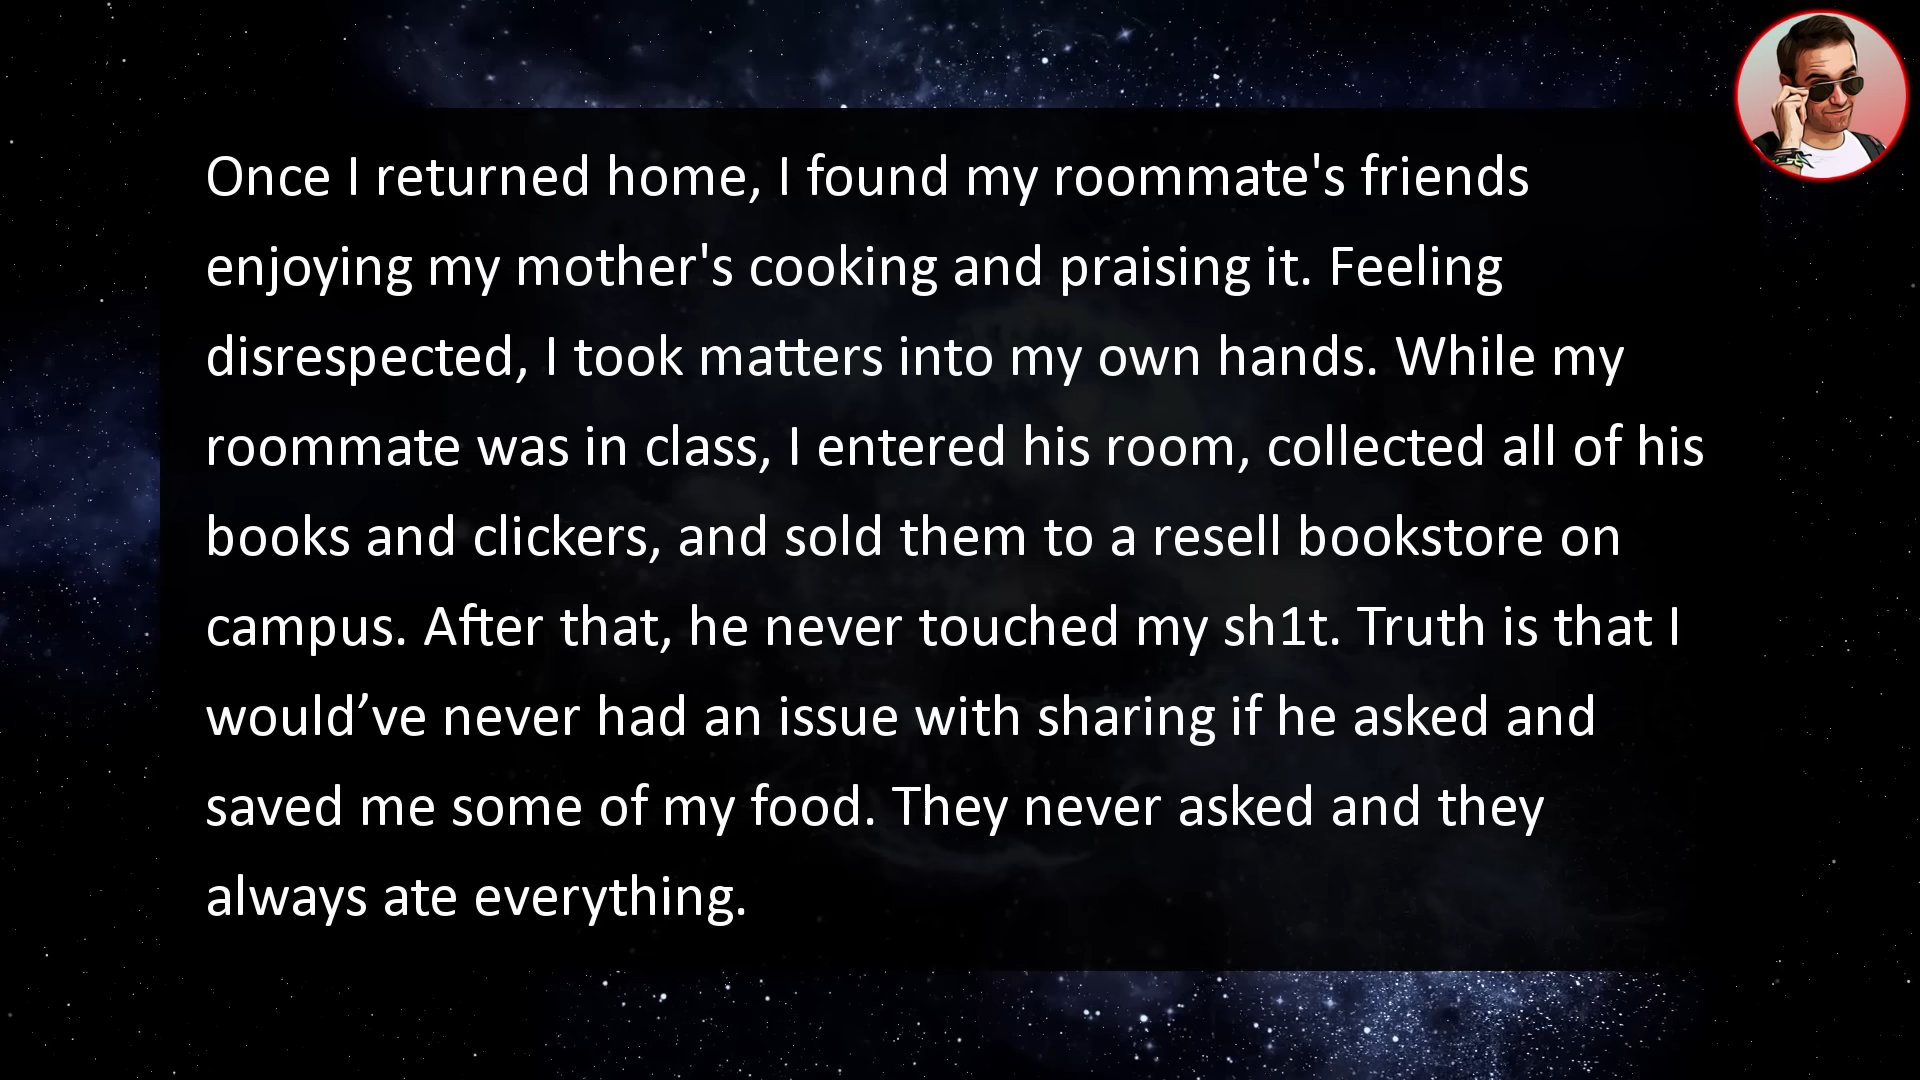 Once I returned home, I found my roommate's friends
enjoying my mother's cooking and praising it. Feeling
disrespected, I took matters into my own hands. While my
roommate was in class, I entered his room, collected all of his
books and clickers, and sold them to a resell bookstore on
campus. After that, he never touched my sh1t. Truth is that I
would’ve never had an issue with sharing if he asked and
saved me some of my food. They never asked and they
always ate everything.